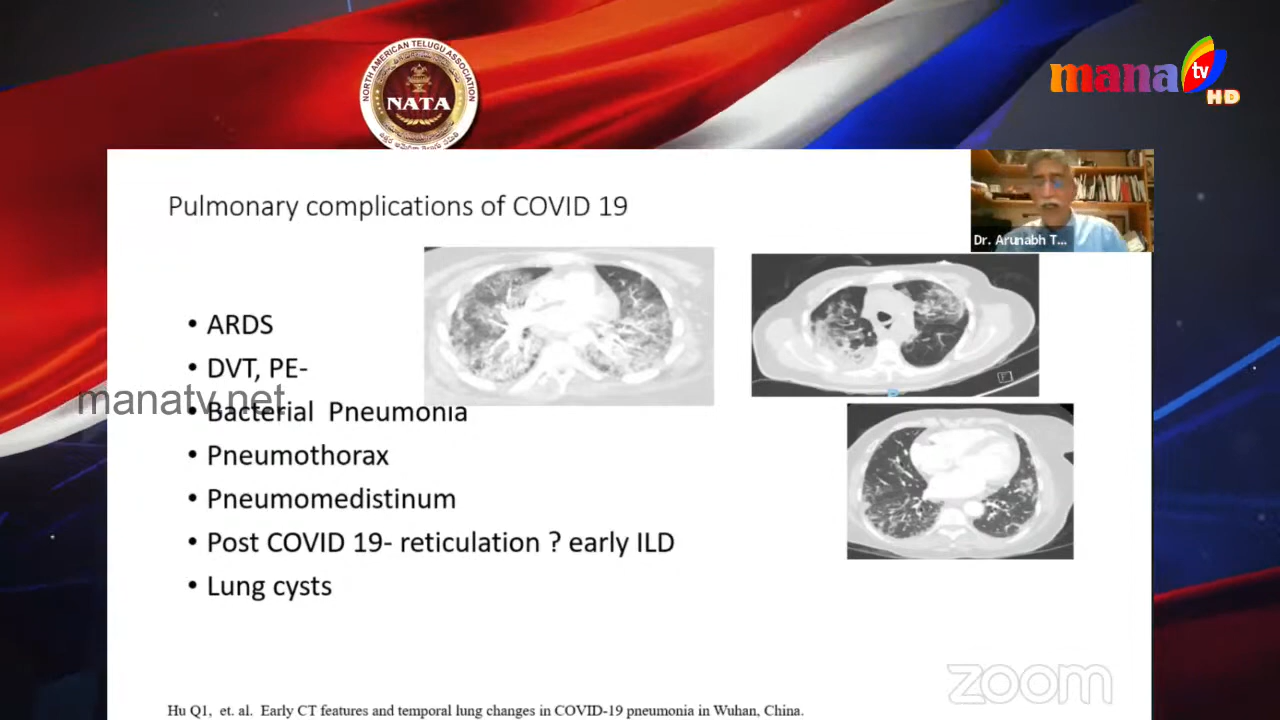 NORTH AMERICAN TELUGU ASSOCIATION
NATA
mana tv
HD
Pulmonary complications of COVID 19
Dr. Arunabh T...
• ARDS
• DVT, PE-
manatv.net
• Bacterial Pneumonia
• Pneumothorax
• Pneumomedistinum
• Post COVID 19- reticulation ? early ILD
• Lung cysts
zoom
Hu Q1, et. al. Early CT features and temporal lung changes in COVID-19 pneumonia in Wuhan, China.